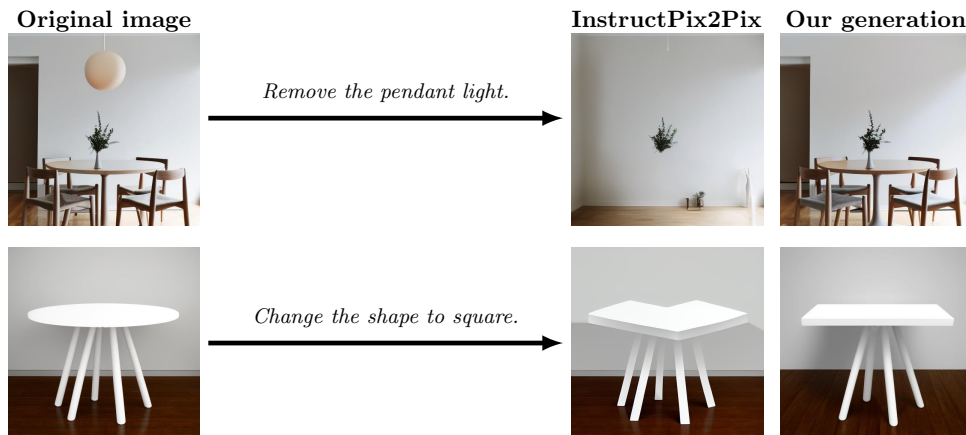 Original image
InstructPix2Pix
Our generation
Remove the pendant light.
Change the shape to square.